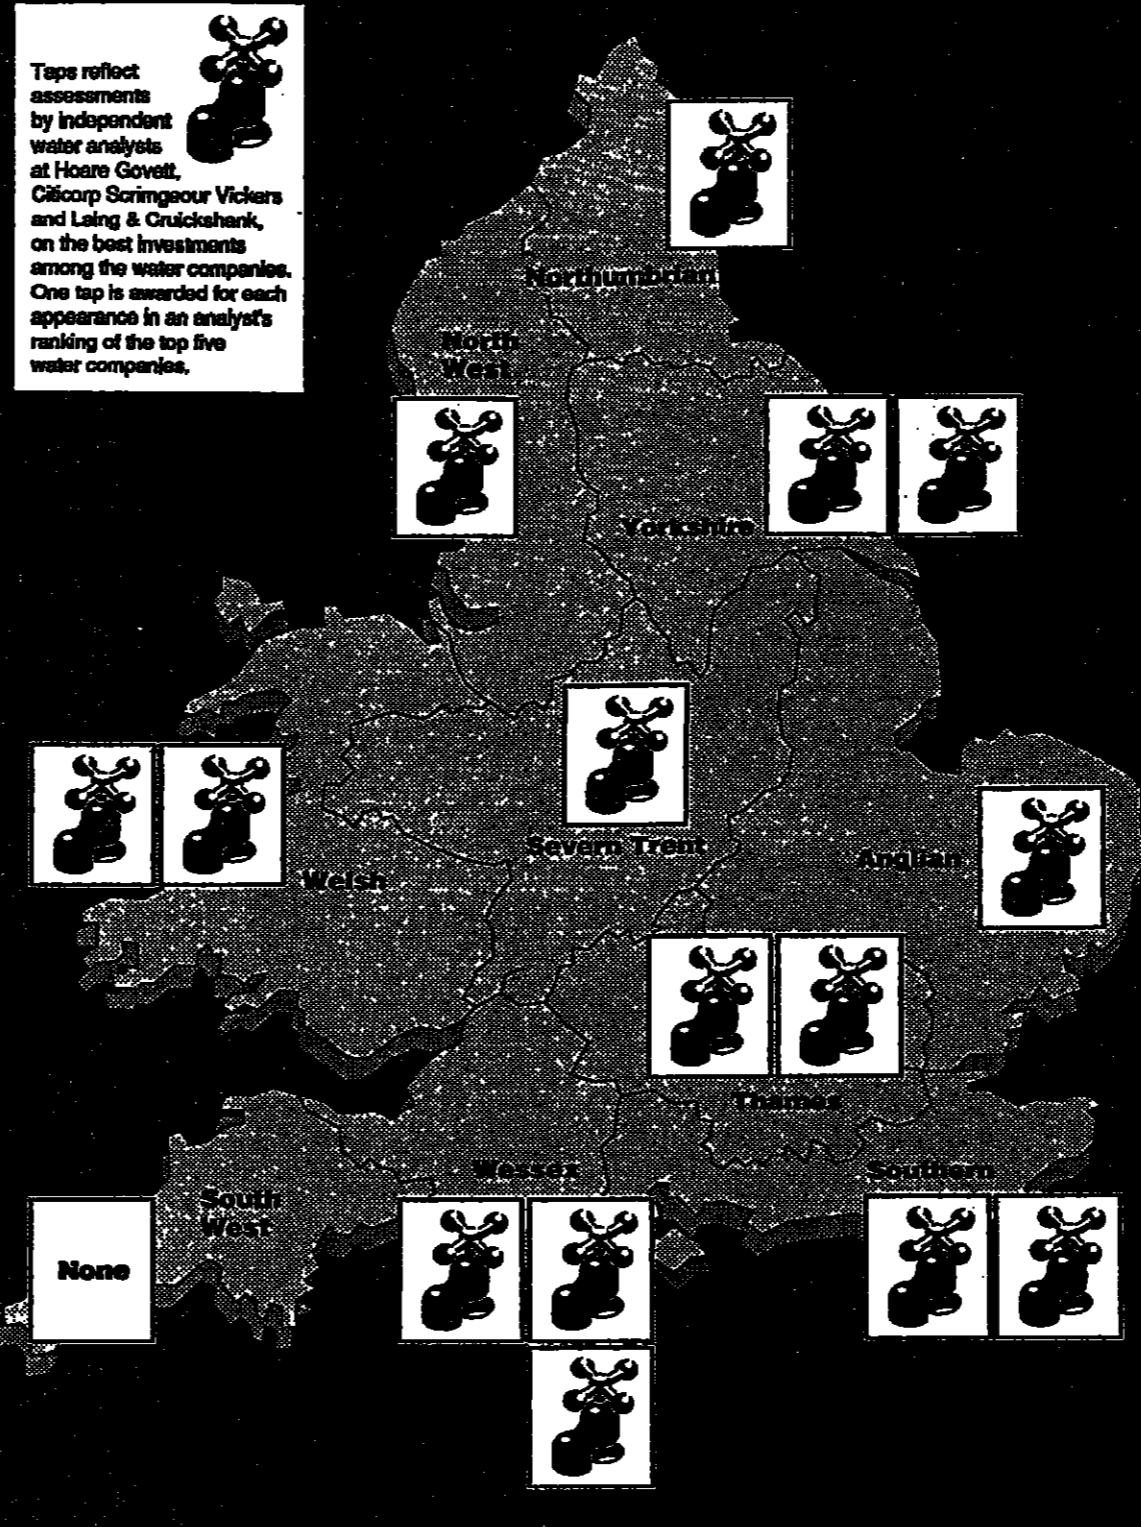 Taps reflect
assessments
by independent
water analysts
at Hoare Govett,
Citicorp Scrimgeour Vickers
and Laing & Cruickshank,
on the best investments
among the water companies.
One tap is awarded for each
appearance in an analyst's
ranking of the top five
water companies.
Northumbrian
North
West
Yorkshire
Severn Trent
Anglian
Welsh
Thames
Wessex
Southern
South
West
None